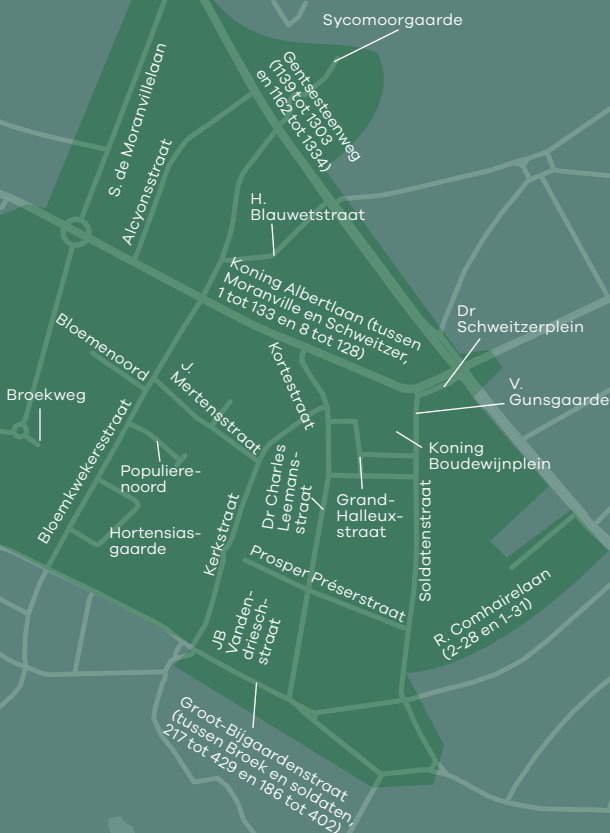 Sycomoorgaarde
Gentsesteenweg
(1139 tot 1303
en 1162 tot 1334)
S. de Moranvillelaan
Alcyonsstraat
H.
Blauwetstraat
Koning Albertlaan (tussen
Moranville en Schweitzer,
1 tot 133 en 8 tot 128)
Dr
Schweitzerplein
Bloemenoord
J.
Mertensstraat
Kortestraat
V.
Gunsgaarde
Broekweg
Bloemkwekersstraat
Populiere-
noord
Koning
Boudewijnplein
Dr Charles
Leemans-
straat
Grand-
Halleux-
straat
Soldatenstraat
Hortensias-
gaarde
Kerkstraat
Prosper Préserstraat
R. Comhairelaan
(2-28 en 1-31)
JB
Vanden-
driesch-
straat
Groot-Bijgaardenstraat
(tussen Broek en soldaten,
217 tot 429 en 186 tot 402)